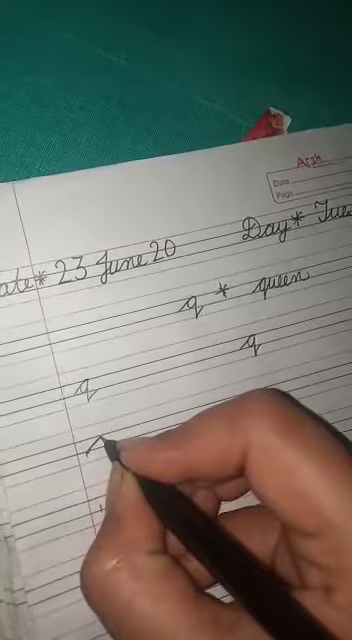 Arsh
Date
Page
ate * 23 June 20 Day * Tue
q * queen
q q